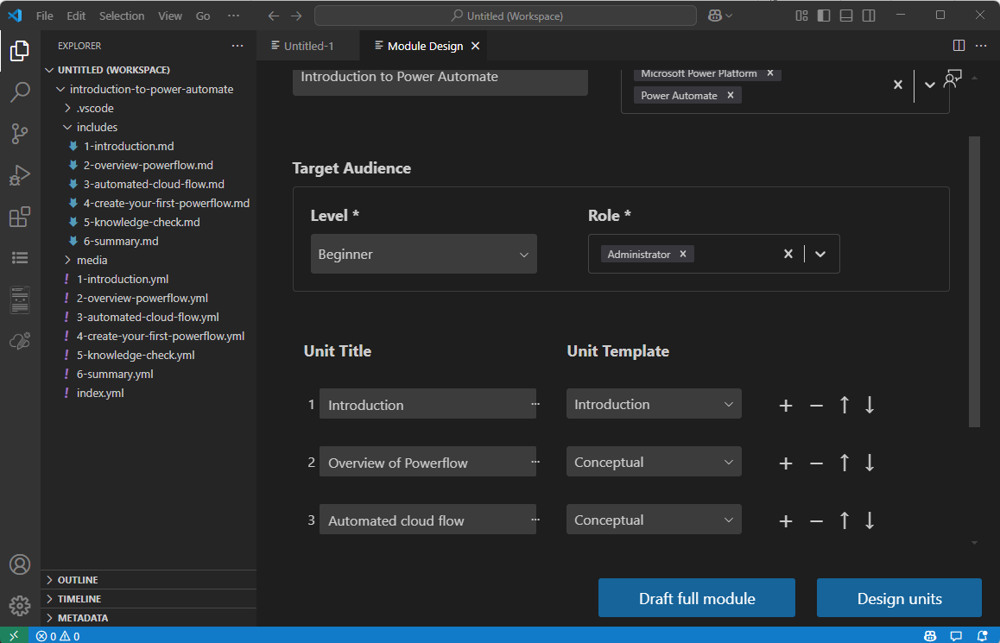 File Edit Selection View Go ··· Untitled (Workspace)
EXPLORER ···
Untitled-1 Module Design
UNTITLED (WORKSPACE)
introduction-to-power-automate
.vscode
includes
1-introduction.md
2-overview-powerflow.md
3-automated-cloud-flow.md
4-create-your-first-powerflow.md
5-knowledge-check.md
6-summary.md
media
! 1-introduction.yml
! 2-overview-powerflow.yml
! 3-automated-cloud-flow.yml
! 4-create-your-first-powerflow.yml
! 5-knowledge-check.yml
! 6-summary.yml
! index.yml
OUTLINE
TIMELINE
METADATA
Introduction to Power Automate
Microsoft Power Platform
Power Automate
Target Audience
Level * Role *
Beginner Administrator
Unit Title Unit Template
1 Introduction ··· Introduction
2 Overview of Powerflow ··· Conceptual
3 Automated cloud flow ··· Conceptual
Draft full module Design units
0 0